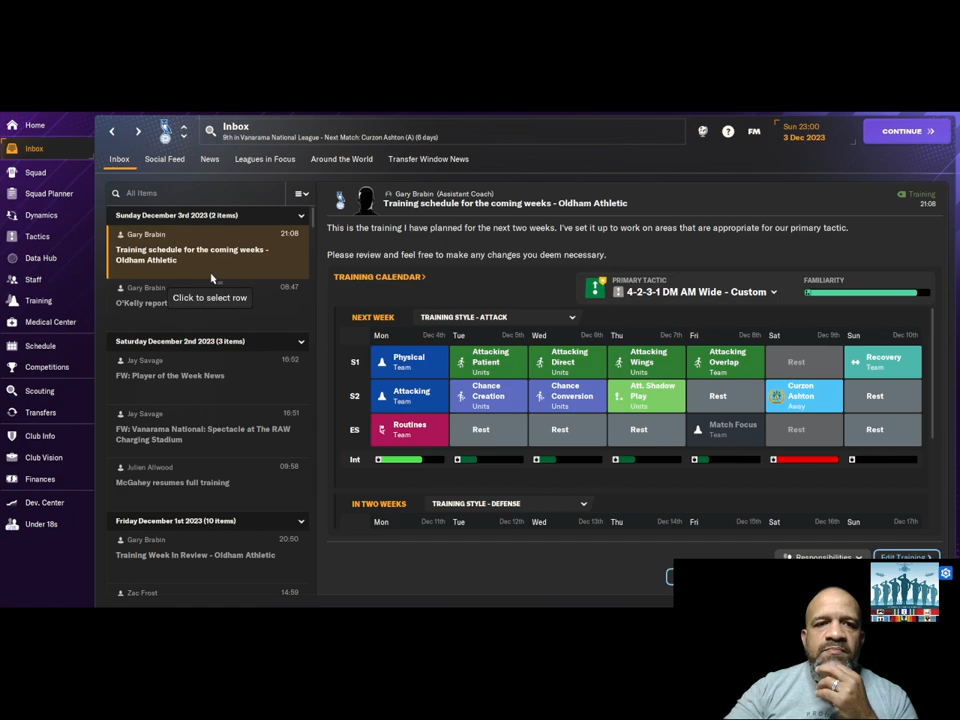 Home
Inbox
Squad
Squad Planner
Dynamics
Tactics
Data Hub
Staff
Training
Medical Center
Schedule
Competitions
Scouting
Transfers
Club Info
Club Vision
Finances
Dev. Center
Under 18s
Inbox
9th in Vanarama National League - Next Match: Curzon Ashton (A) (6 days)
FM
Sun 23:00
3 Dec 2023
CONTINUE
Inbox Social Feed News Leagues in Focus Around the World Transfer Window News
All Items
Sunday December 3rd 2023 (2 items)
Gary Brabin 21:08
Training schedule for the coming weeks -
Oldham Athletic
Gary Brabin 08:47
O'Kelly report
Click to select row
Saturday December 2nd 2023 (3 items)
Jay Savage 16:52
FW: Player of the Week News
Jay Savage 16:51
FW: Vanarama National: Spectacle at The RAW
Charging Stadium
Julien Allwood 09:58
McGahey resumes full training
Friday December 1st 2023 (10 items)
Gary Brabin 20:50
Training Week In Review - Oldham Athletic
Zac Frost 14:59
Gary Brabin (Assistant Coach)
Training schedule for the coming weeks - Oldham Athletic
Training
21:08
This is the training I have planned for the next two weeks. I've set it up to work on areas that are appropriate for our primary tactic.
Please review and feel free to make any changes you deem necessary.
TRAINING CALENDAR >
PRIMARY TACTIC
4-2-3-1 DM AM Wide - Custom
FAMILIARITY
NEXT WEEK TRAINING STYLE - ATTACK
Mon Dec 4th Tue Dec 5th Wed Dec 6th Thu Dec 7th Fri Dec 8th Sat Dec 9th Sun Dec 10th
S1
Physical
Team
Attacking
Patient
Units
Attacking
Direct
Units
Attacking
Wings
Units
Attacking
Overlap
Team
Rest
Recovery
Team
S2
Attacking
Team
Chance
Creation
Units
Chance
Conversion
Units
Att. Shadow
Play
Units
Rest
Curzon
Ashton
Away
Rest
ES
Routines
Team
Rest
Rest
Rest
Match Focus
Team
Rest
Rest
Int
IN TWO WEEKS TRAINING STYLE - DEFENSE
Mon Dec 11th Tue Dec 12th Wed Dec 13th Thu Dec 14th Fri Dec 15th Sat Dec 16th Sun Dec 17th
Responsibilities
Edit Training >